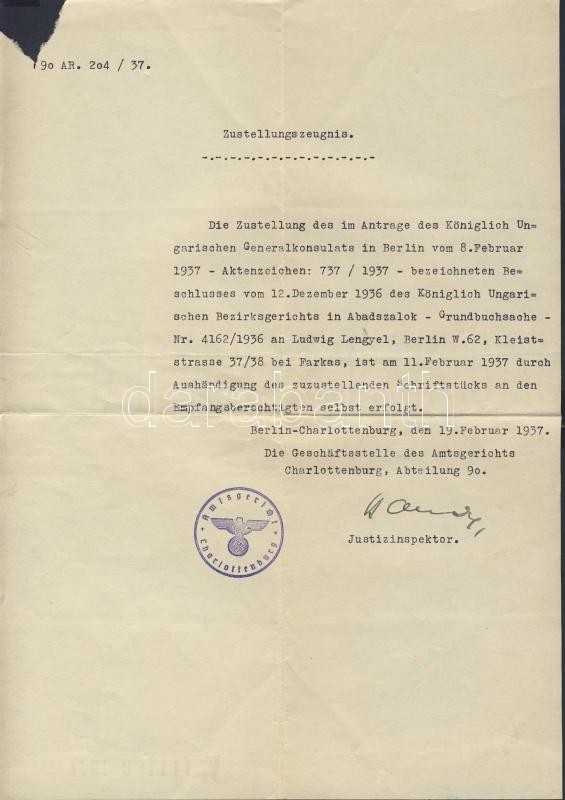 90 AR. 204 / 37.
Zustellungszeugnis.
Die Zustellung des im Antrage des Königlich Un=
garischen Generalkonsulats in Berlin vom 8.Februar
1937 - Aktenzeichen: 737 / 1937 - bezeichneten Be=
schlusses vom 12.Dezember 1936 des Königlich Ungari=
schen Bezirksgerichts in Abadszalok - Grundbuchsache -
Nr. 4162/1936 an Ludwig Lengyel, Berlin W.62, Kleist=
strasse 37/38 bei Farkas, ist am 11.Februar 1937 durch
Aushändigung des zuzustellenden Schriftstücks an den
Empfangsberechtigten selbst erfolgt.
Berlin-Charlottenburg, den 19.Februar 1937.
Die Geschäftsstelle des Amtsgerichts
Charlottenburg, Abteilung 90.
Justizinspektor.
Amtsgericht
Charlottenburg
darabanth